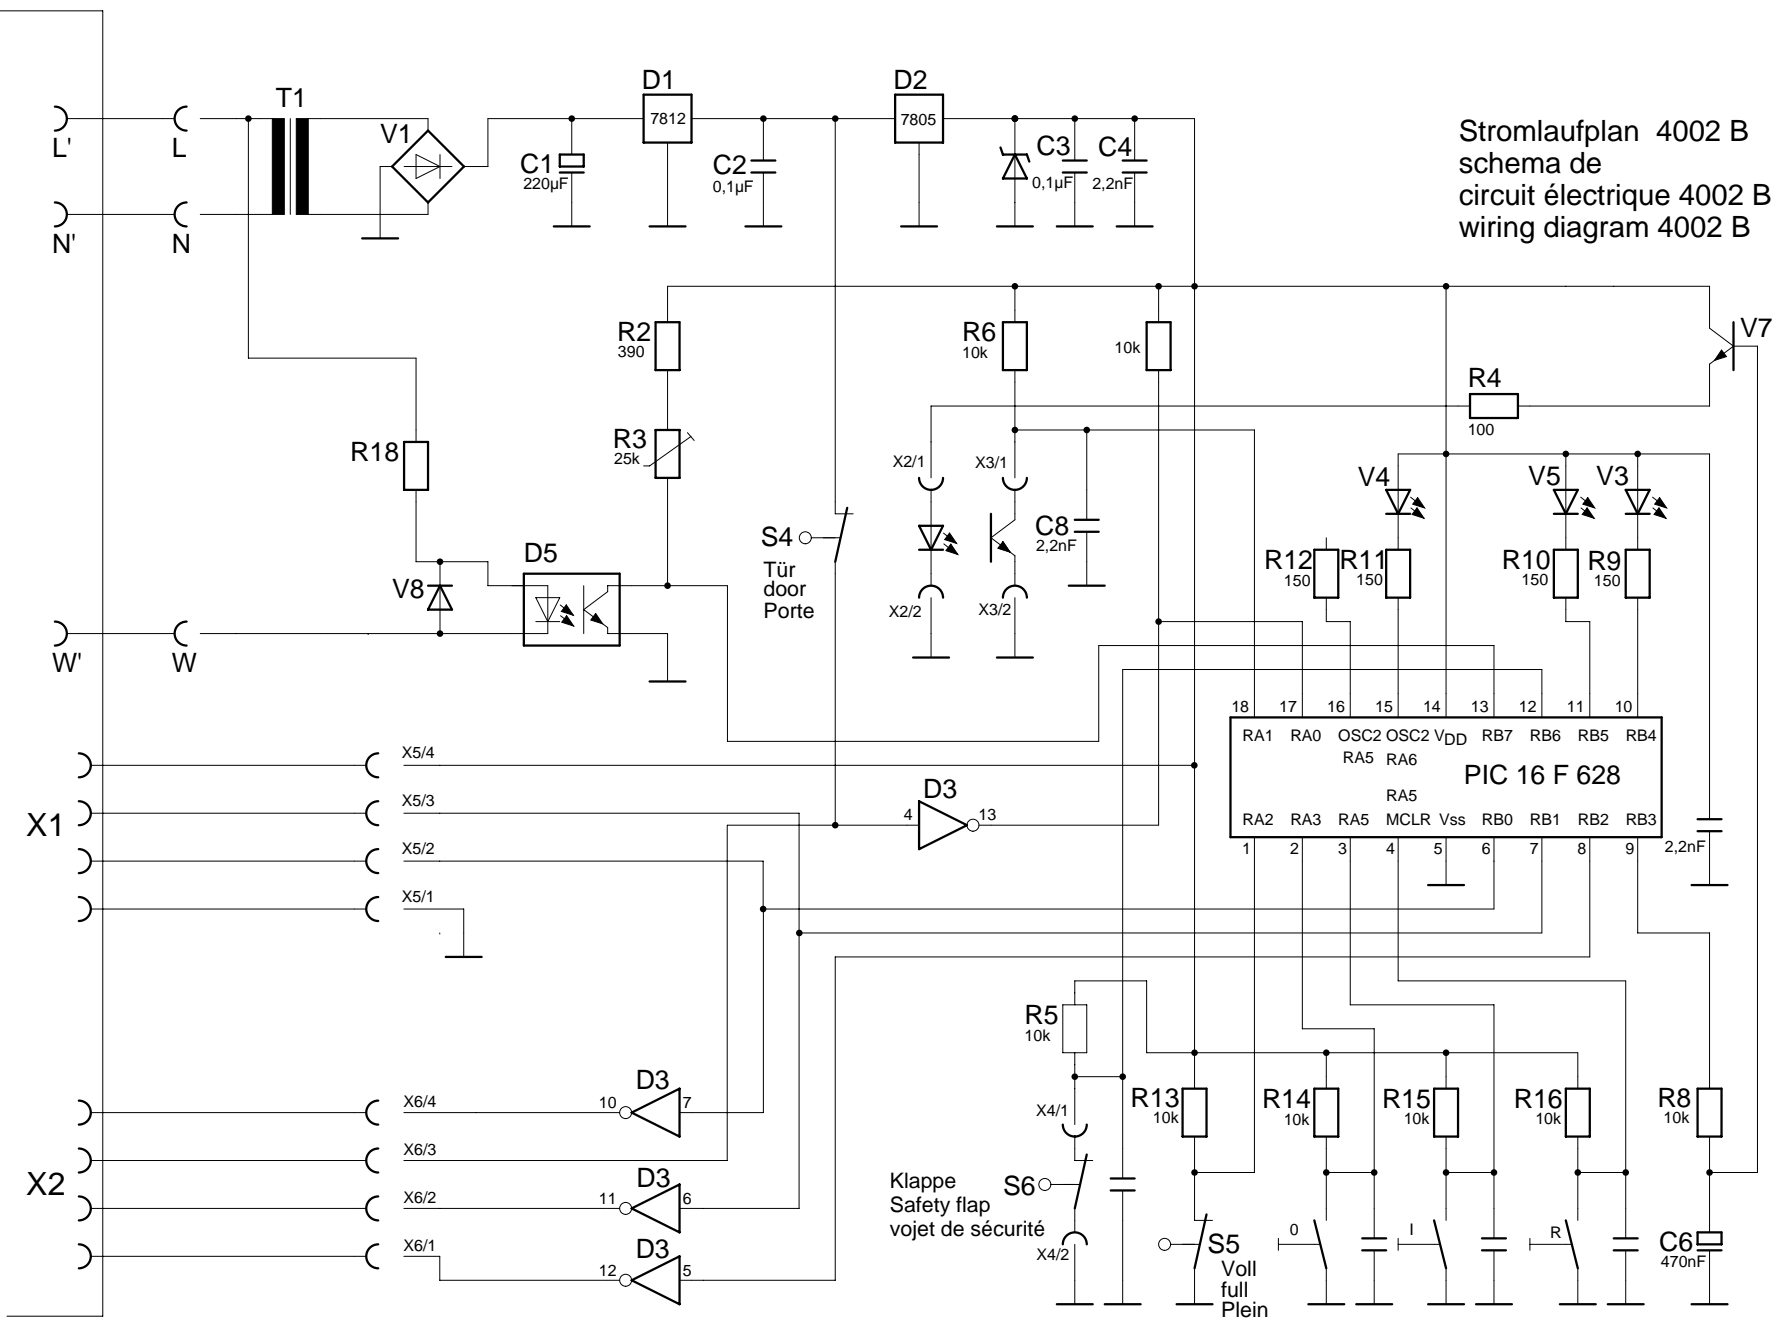 T1
D1
D2
L'
L
V1
7812
7805
C1
220µF
C2
0,1µF
C3
0,1µF
C4
2,2nF
Stromlaufplan 4002 B
schema de
circuit électrique 4002 B
wiring diagram 4002 B
N'
N
R2
390
R6
10k
10k
V7
R4
100
R18
R3
25k
X2/1
X3/1
V4
V5
V3
S4
Tür
door
Porte
C8
2,2nF
D5
R12
150
R11
150
R10
150
R9
150
V8
X2/2
X3/2
W'
W
18 17 16 15 14 13 12 11 10
RA1 RA0 OSC2 OSC2 VDD RB7 RB6 RB5 RB4
RA5 RA6
PIC 16 F 628
RA5
RA2 RA3 RA5 MCLR Vss RB0 RB1 RB2 RB3
1 2 3 4 5 6 7 8 9
2,2nF
X1
X5/4
X5/3
X5/2
X5/1
D3
4
13
R5
10k
X2
X6/4
X6/3
X6/2
X6/1
D3
10
7
D3
11
6
D3
12
5
X4/1
R13
10k
R14
10k
R15
10k
R16
10k
R8
10k
Klappe
Safety flap
vojet de sécurité
S6
X4/2
S5
Voll
full
Plein
0
I
R
C6
470nF